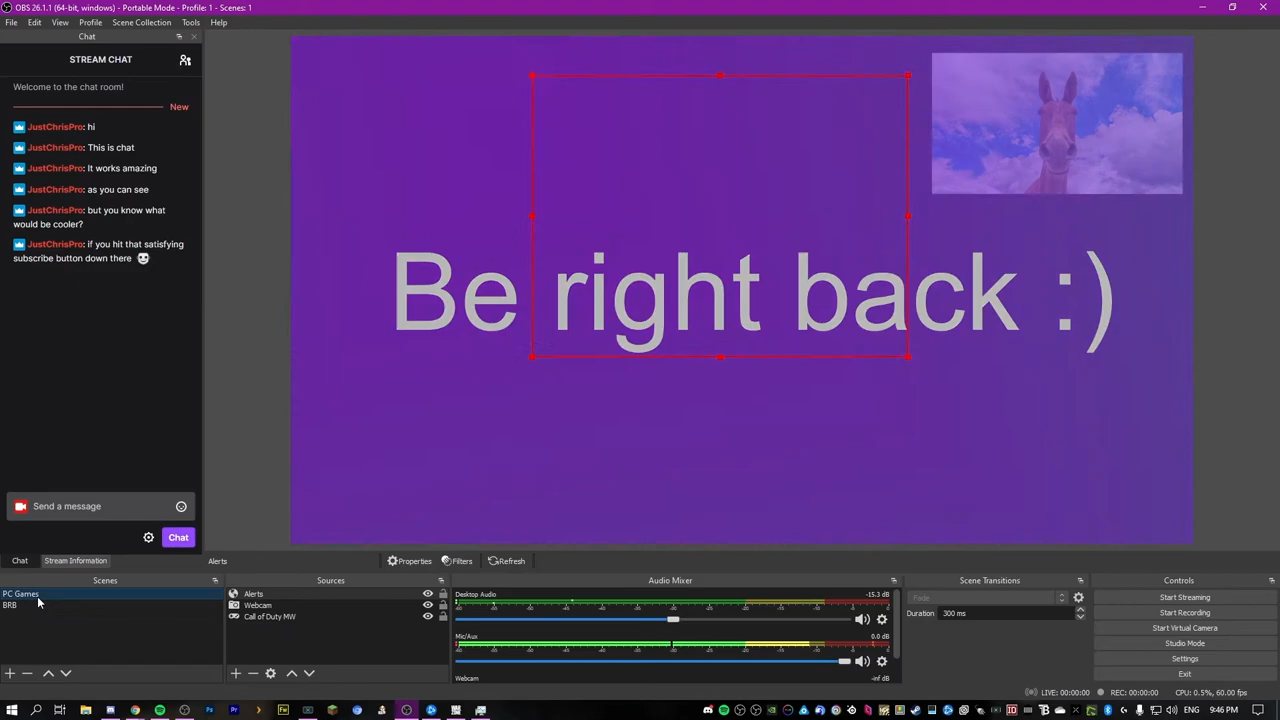 OBS 26.1.1 (64-bit, windows) - Portable Mode - Profile: 1 - Scenes: 1
File Edit View Profile Scene Collection Tools Help
Chat
STREAM CHAT
Welcome to the chat room!
New
JustChrisPro: hi
JustChrisPro: This is chat
JustChrisPro: It works amazing
JustChrisPro: as you can see
JustChrisPro: but you know what
would be cooler?
JustChrisPro: if you hit that satisfying
subscribe button down there
Be right back :)
Send a message
Chat
Chat Stream Information
Alerts Properties Filters Refresh
Scenes
PC Games
BRB
Sources
Alerts
Webcam
Call of Duty MW
Audio Mixer
Desktop Audio -15.3 dB
Mic/Aux 0.0 dB
Webcam -inf dB
Scene Transitions
Fade
Duration 300 ms
Controls
Start Streaming
Start Recording
Start Virtual Camera
Studio Mode
Settings
Exit
LIVE: 00:00:00 REC: 00:00:00 CPU: 0.5%, 60.00 fps
9:46 PM